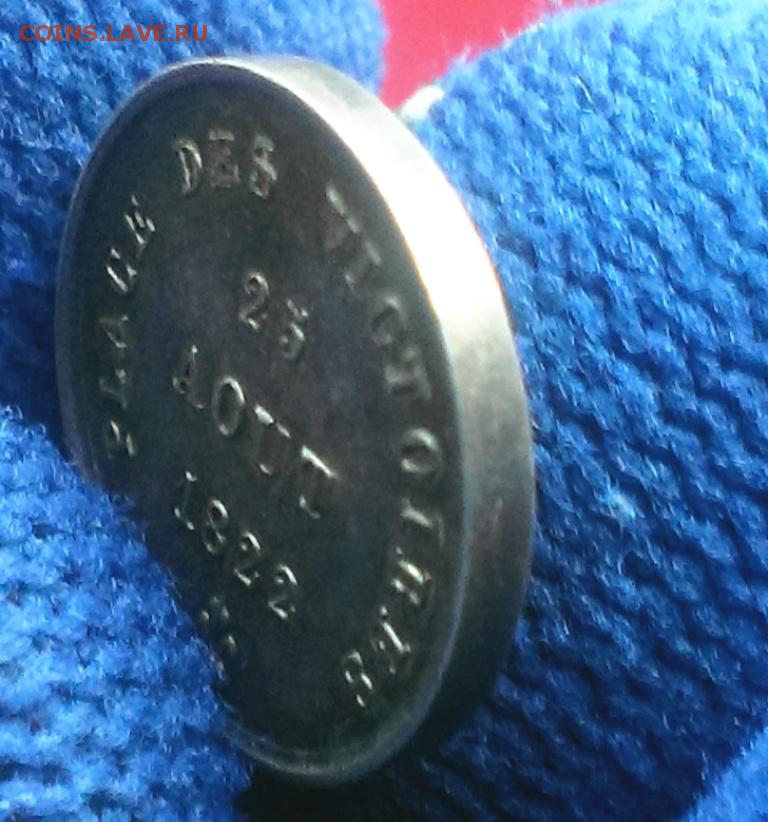 COINS.LAVE.RU
PLACE DES VICTOIRES
25
AOUT
1822